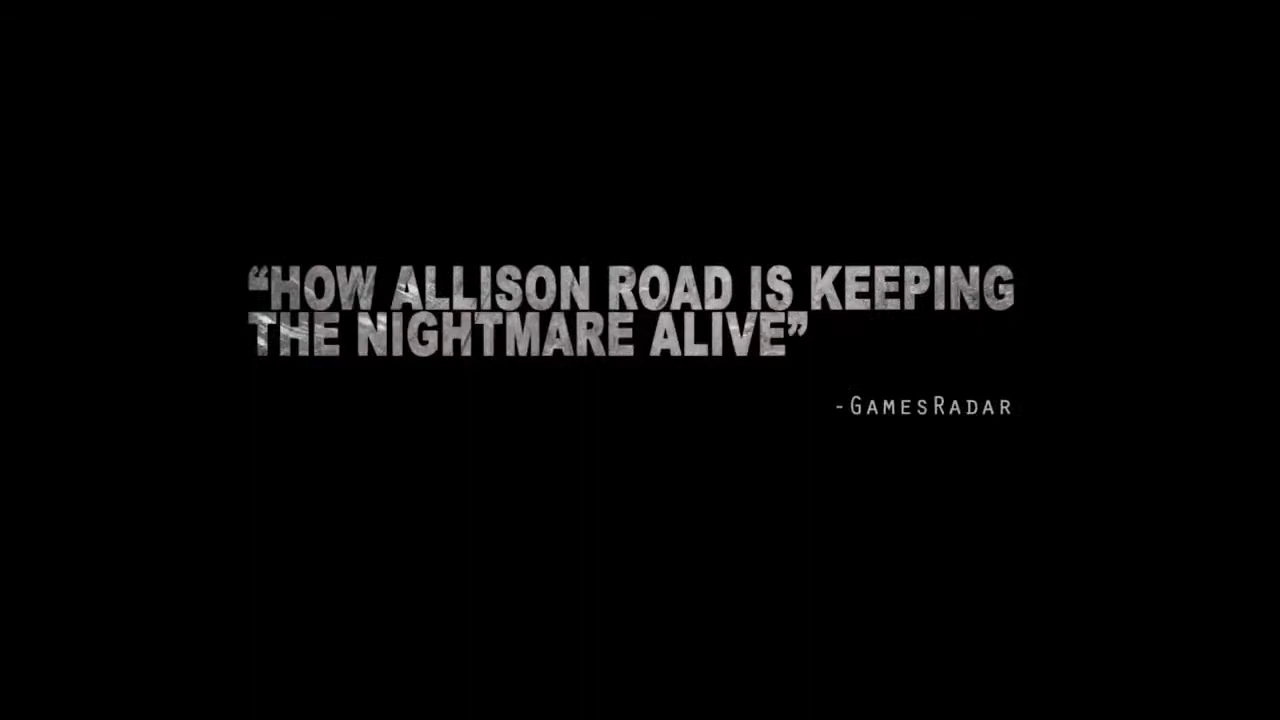 “HOW ALLISON ROAD IS KEEPING
THE NIGHTMARE ALIVE”
-GAMESRADAR